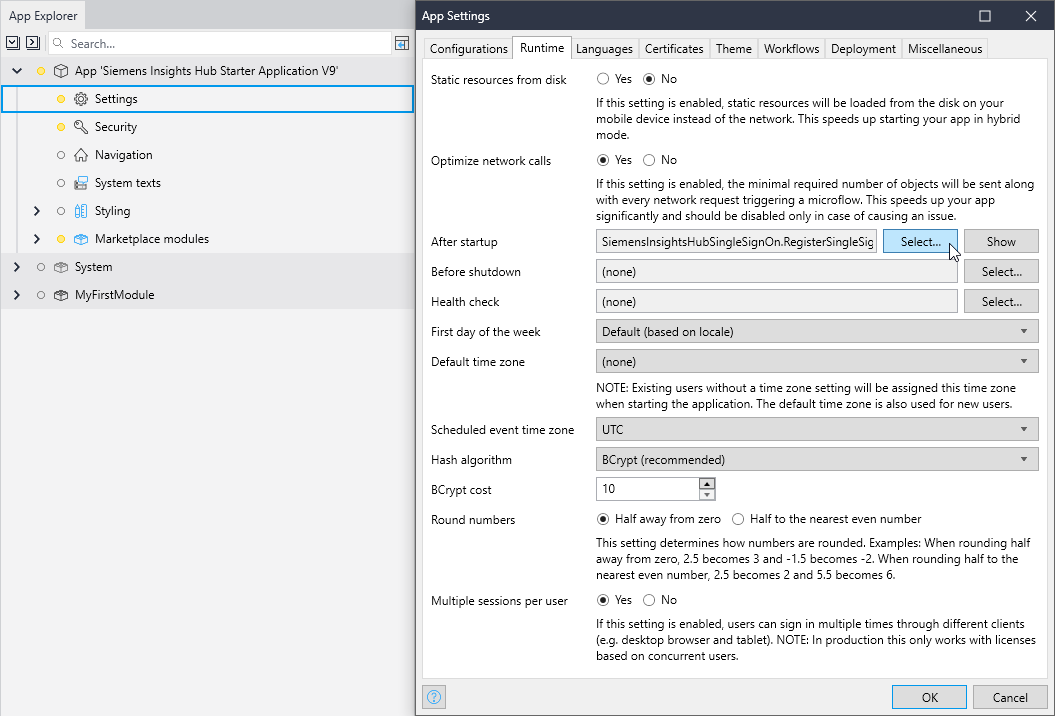 App Explorer
Search...
App 'Siemens Insights Hub Starter Application V9'
Settings
Security
Navigation
System texts
Styling
Marketplace modules
System
MyFirstModule
App Settings
Configurations Runtime Languages Certificates Theme Workflows Deployment Miscellaneous
Static resources from disk Yes No
If this setting is enabled, static resources will be loaded from the disk on your
mobile device instead of the network. This speeds up starting your app in hybrid
mode.
Optimize network calls Yes No
If this setting is enabled, the minimal required number of objects will be sent along
with every network request triggering a microflow. This speeds up your app
significantly and should be disabled only in case of causing an issue.
After startup SiemensInsightsHubSingleSignOn.RegisterSingleSig Select... Show
Before shutdown (none) Select...
Health check (none) Select...
First day of the week Default (based on locale)
Default time zone (none)
NOTE: Existing users without a time zone setting will be assigned this time zone
when starting the application. The default time zone is also used for new users.
Scheduled event time zone UTC
Hash algorithm BCrypt (recommended)
BCrypt cost 10
Round numbers Half away from zero Half to the nearest even number
This setting determines how numbers are rounded. Examples: When rounding half
away from zero, 2.5 becomes 3 and -1.5 becomes -2. When rounding half to the
nearest even number, 2.5 becomes 2 and 5.5 becomes 6.
Multiple sessions per user Yes No
If this setting is enabled, users can sign in multiple times through different clients
(e.g. desktop browser and tablet). NOTE: In production this only works with licenses
based on concurrent users.
? OK Cancel